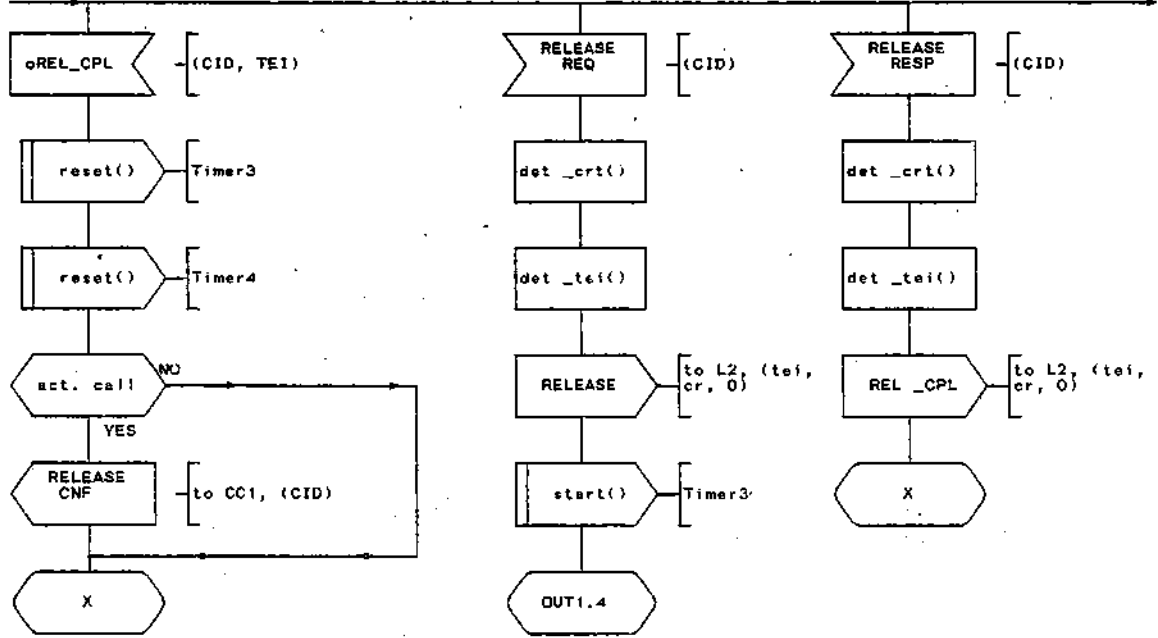 oREL_CPL
(CID, TEI)
reset()
Timer3
reset()
Timer4
act. call
NO
YES
RELEASE
CNF
to CC1, (CID)
X
RELEASE
REQ
(CID)
det _crt()
det _tei()
RELEASE
to L2, (tei,
cr, 0)
start()
Timer3
OUT1.4
RELEASE
RESP
(CID)
det _crt()
det _tei()
REL _CPL
to L2, (tei,
cr, 0)
X